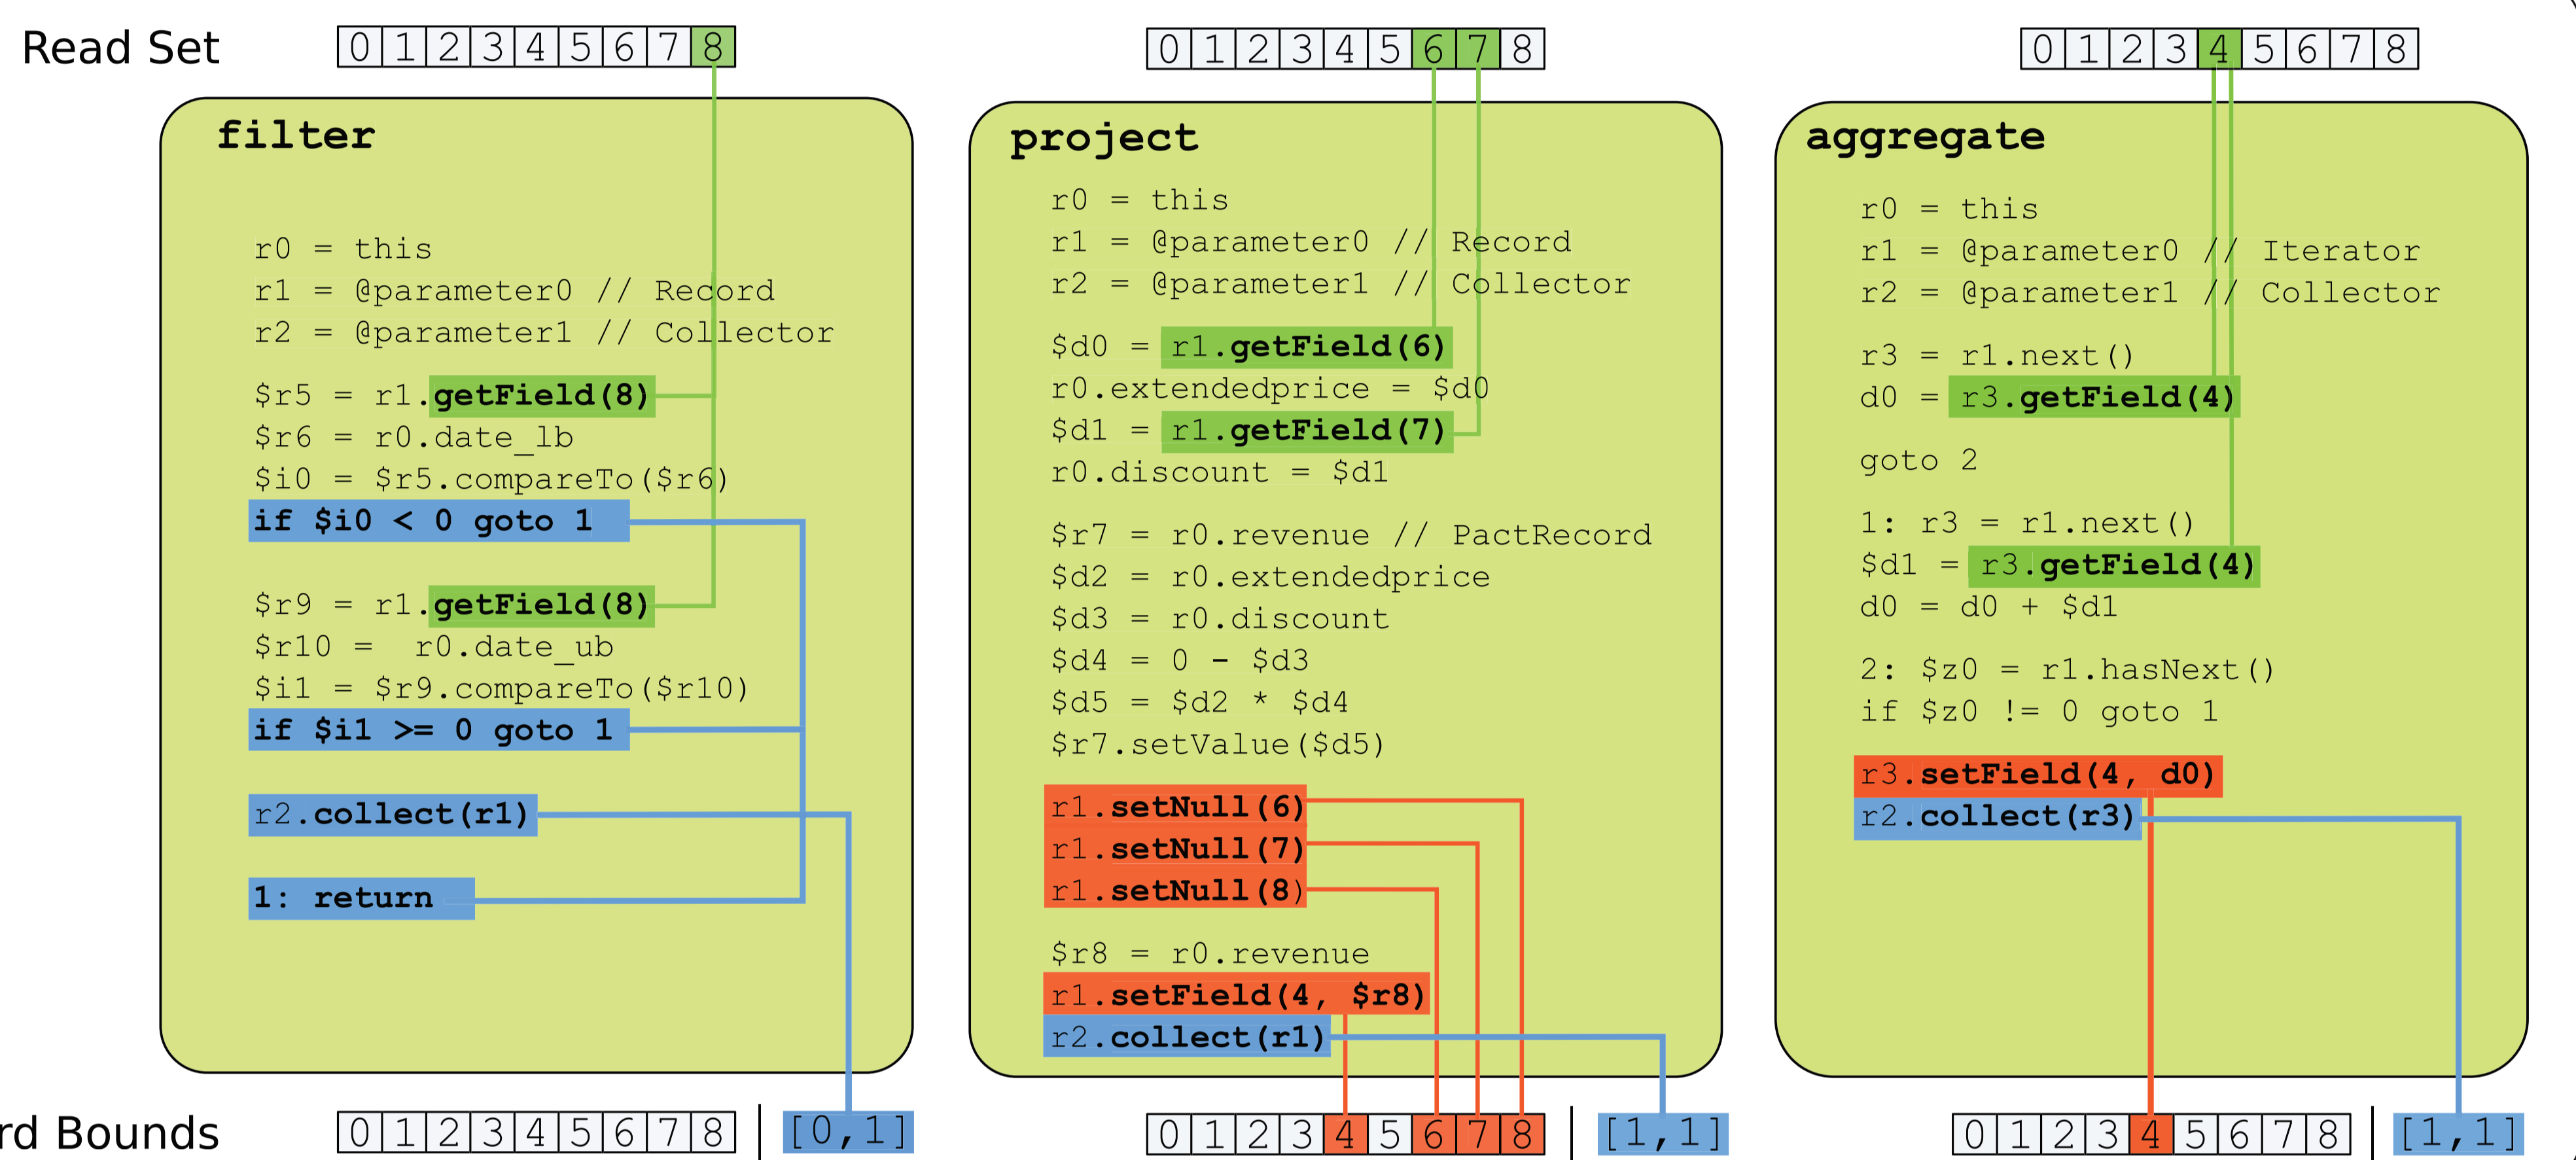 Read Set
0 1 2 3 4 5 6 7 8
0 1 2 3 4 5 6 7 8
0 1 2 3 4 5 6 7 8
filter
r0 = this
r1 = @parameter0 // Record
r2 = @parameter1 // Collector
$r5 = r1.getField(8)
$r6 = r0.date_lb
$i0 = $r5.compareTo($r6)
if $i0 < 0 goto 1
$r9 = r1.getField(8)
$r10 =  r0.date_ub
$i1 = $r9.compareTo($r10)
if $i1 >= 0 goto 1
r2.collect(r1)
1: return
project
r0 = this
r1 = @parameter0 // Record
r2 = @parameter1 // Collector
$d0 = r1.getField(6)
r0.extendedprice = $d0
$d1 = r1.getField(7)
r0.discount = $d1
$r7 = r0.revenue // PactRecord
$d2 = r0.extendedprice
$d3 = r0.discount
$d4 = 0 - $d3
$d5 = $d2 * $d4
$r7.setValue($d5)
r1.setNull(6)
r1.setNull(7)
r1.setNull(8)
$r8 = r0.revenue
r1.setField(4, $r8)
r2.collect(r1)
aggregate
r0 = this
r1 = @parameter0 // Iterator
r2 = @parameter1 // Collector
r3 = r1.next()
d0 = r3.getField(4)
goto 2
1: r3 = r1.next()
$d1 = r3.getField(4)
d0 = d0 + $d1
2: $z0 = r1.hasNext()
if $z0 != 0 goto 1
r3.setField(4, d0)
r2.collect(r3)
rd Bounds
0 1 2 3 4 5 6 7 8
[0,1]
0 1 2 3 4 5 6 7 8
[1,1]
0 1 2 3 4 5 6 7 8
[1,1]